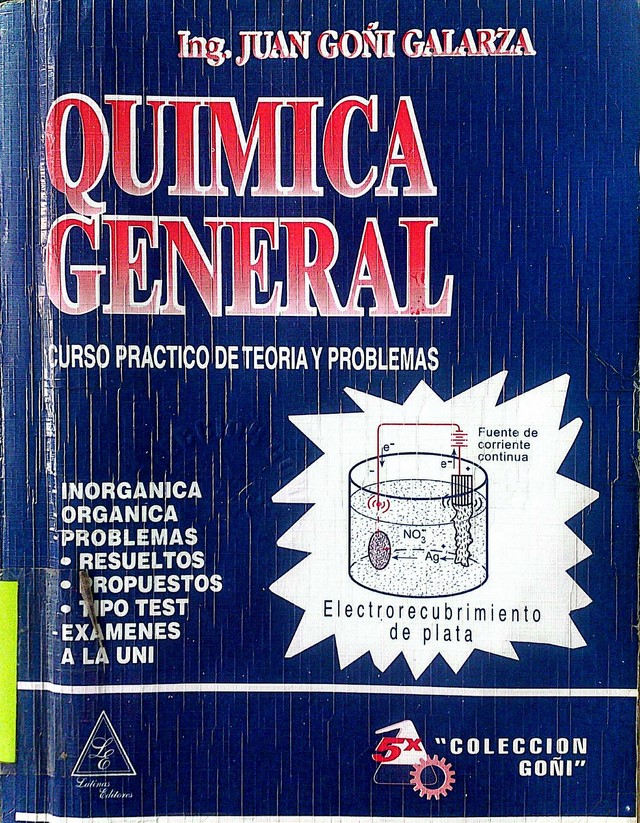 Ing. JUAN GOÑI GALARZA
QUIMICA
GENERAL
CURSO PRACTICO DE TEORIA Y PROBLEMAS
INORGANICA
ORGANICA
PROBLEMAS
• RESUELTOS
• PROPUESTOS
• TIPO TEST
EXAMENES
A LA UNI
Fuente de
corriente
continua
e⁻
e⁻
-
+
NO₃⁻
Ag⁺
Electrorecubrimiento
de plata
LE
Latinas
Editores
5x
"COLECCION
GOÑI"